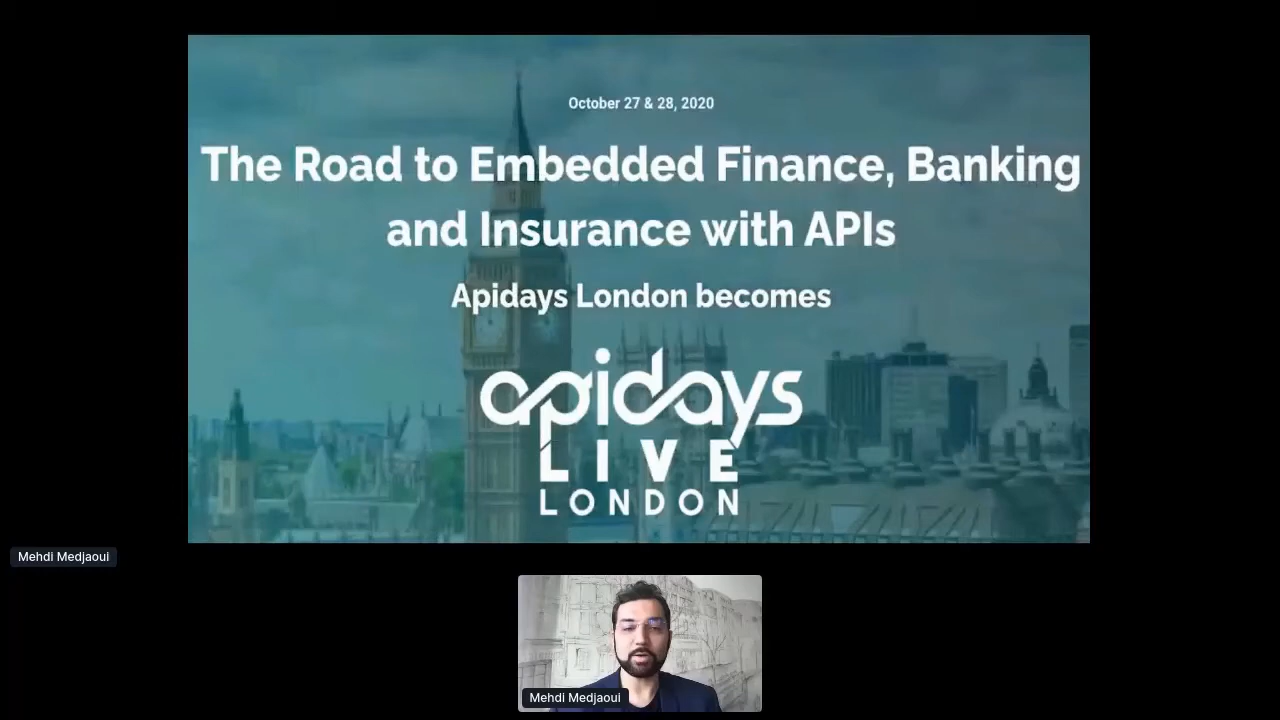 October 27 & 28, 2020
The Road to Embedded Finance, Banking
and Insurance with APIs
Apidays London becomes
apidays
LIVE
LONDON
Mehdi Medjaoui
Mehdi Medjaoui